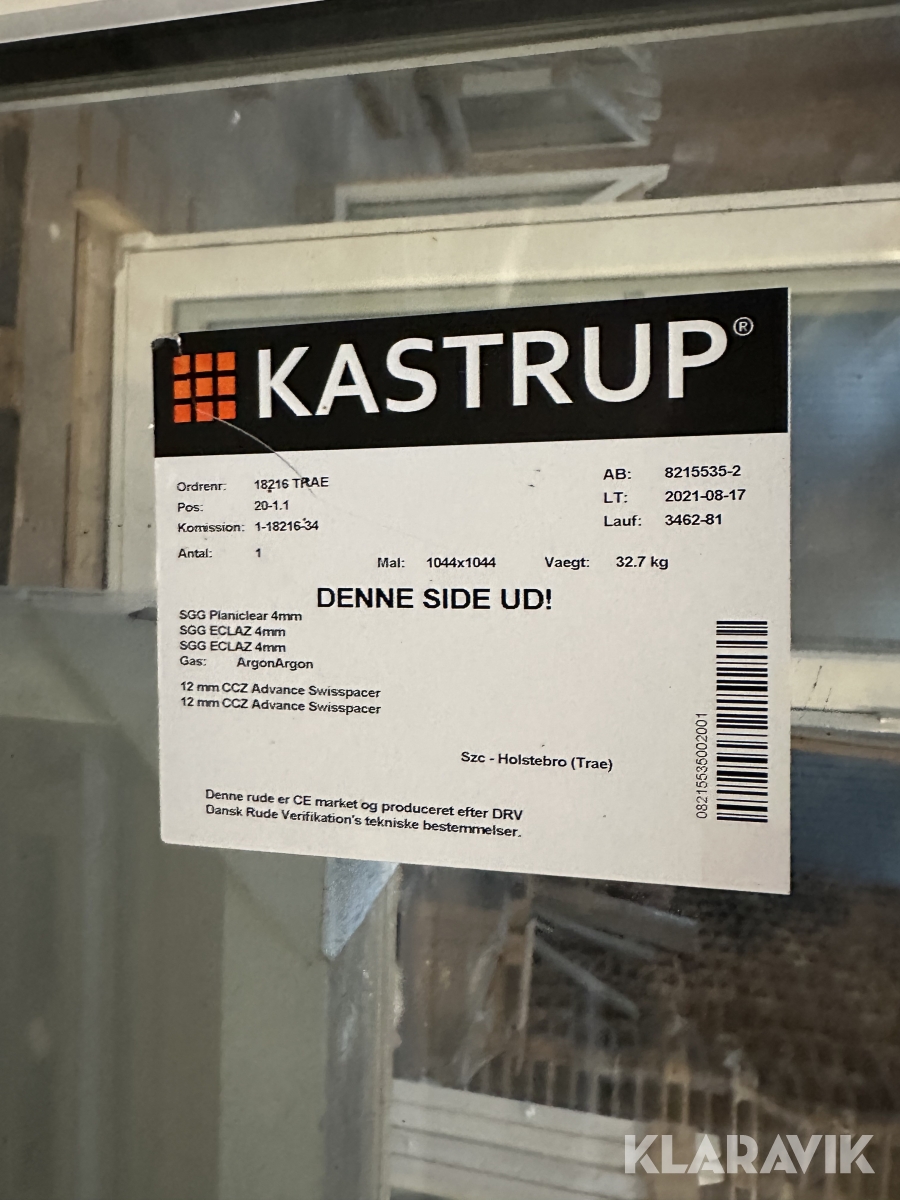 KASTRUP®
Ordrenr: 18216 TRAE
AB: 8215535-2
Pos: 20-1.1
LT: 2021-08-17
Komission: 1-18216-34
Lauf: 3462-81
Antal: 1
Mal: 1044x1044 Vaegt: 32.7 kg
DENNE SIDE UD!
SGG Planiclear 4mm
SGG ECLAZ 4mm
SGG ECLAZ 4mm
Gas: ArgonArgon
12 mm CCZ Advance Swisspacer
12 mm CCZ Advance Swisspacer
Szc - Holstebro (Trae)
Denne rude er CE market og produceret efter DRV
Dansk Rude Verifikation's tekniske bestemmelser.
08215535002001
KLARAVIK